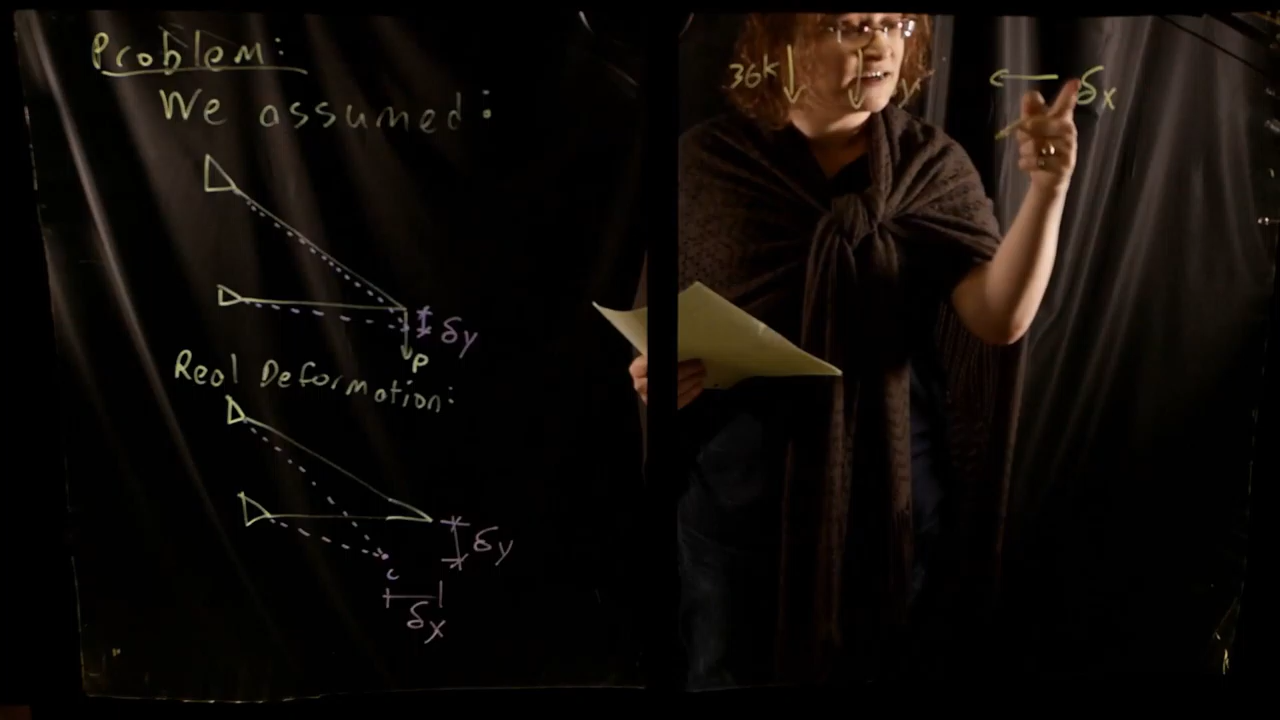 Problem:
We assumed:
δy
P
Real Deformation:
δy
c
δx
36k
y
δx